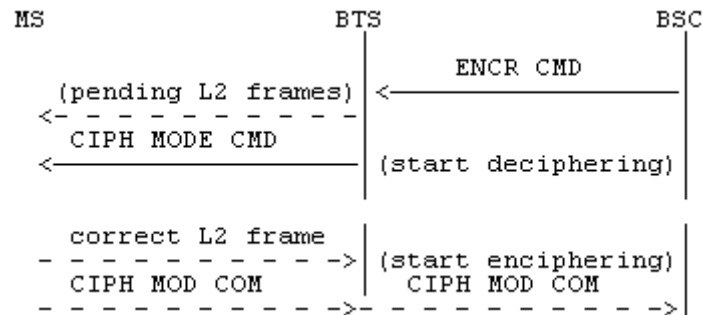 MS BTS BSC
ENCR CMD
(pending L2 frames)
CIPH MODE CMD
(start deciphering)
correct L2 frame
(start enciphering)
CIPH MOD COM CIPH MOD COM